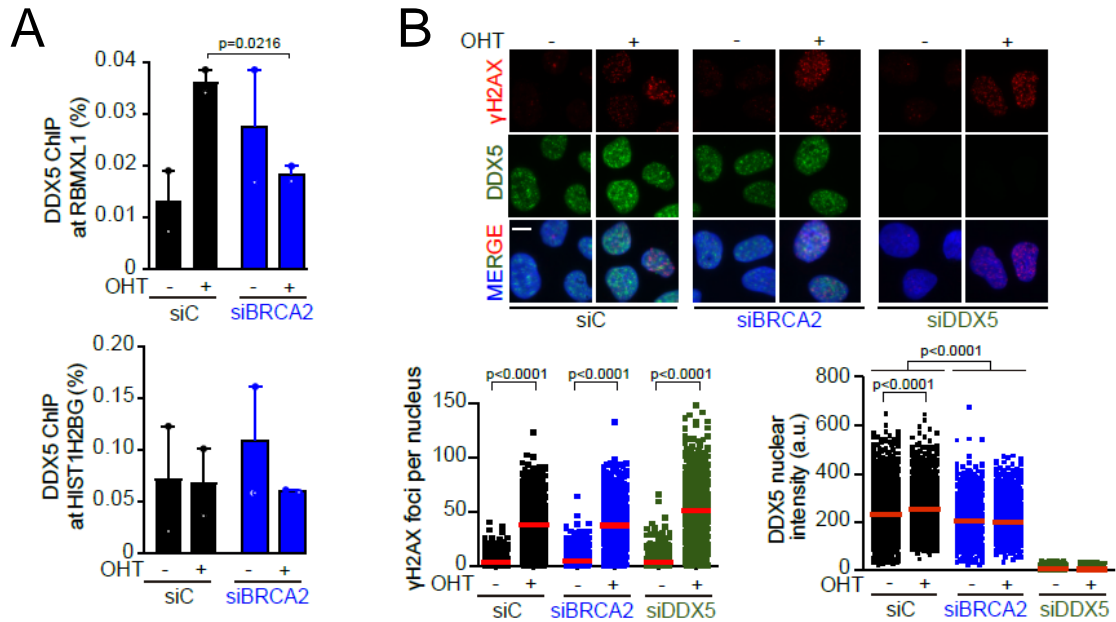 A
p=0.0216
DDX5 ChIP
at RBMXL1 (%)
0.04
0.03
0.02
0.01
0
OHT - + - +
siC siBRCA2
DDX5 ChIP
at HIST1H2BG (%)
0.20
0.15
0.10
0.05
0
OHT - + - +
siC siBRCA2
B
OHT - + - + - +
γH2AX
DDX5
MERGE
siC siBRCA2 siDDX5
γH2AX foci per nucleus
p<0.0001 p<0.0001 p<0.0001
150
100
50
0
OHT - + - + - +
siC siBRCA2 siDDX5
DDX5 nuclear
intensity (a.u.)
p<0.0001
p<0.0001
800
600
400
200
0
OHT - + - + - +
siC siBRCA2 siDDX5